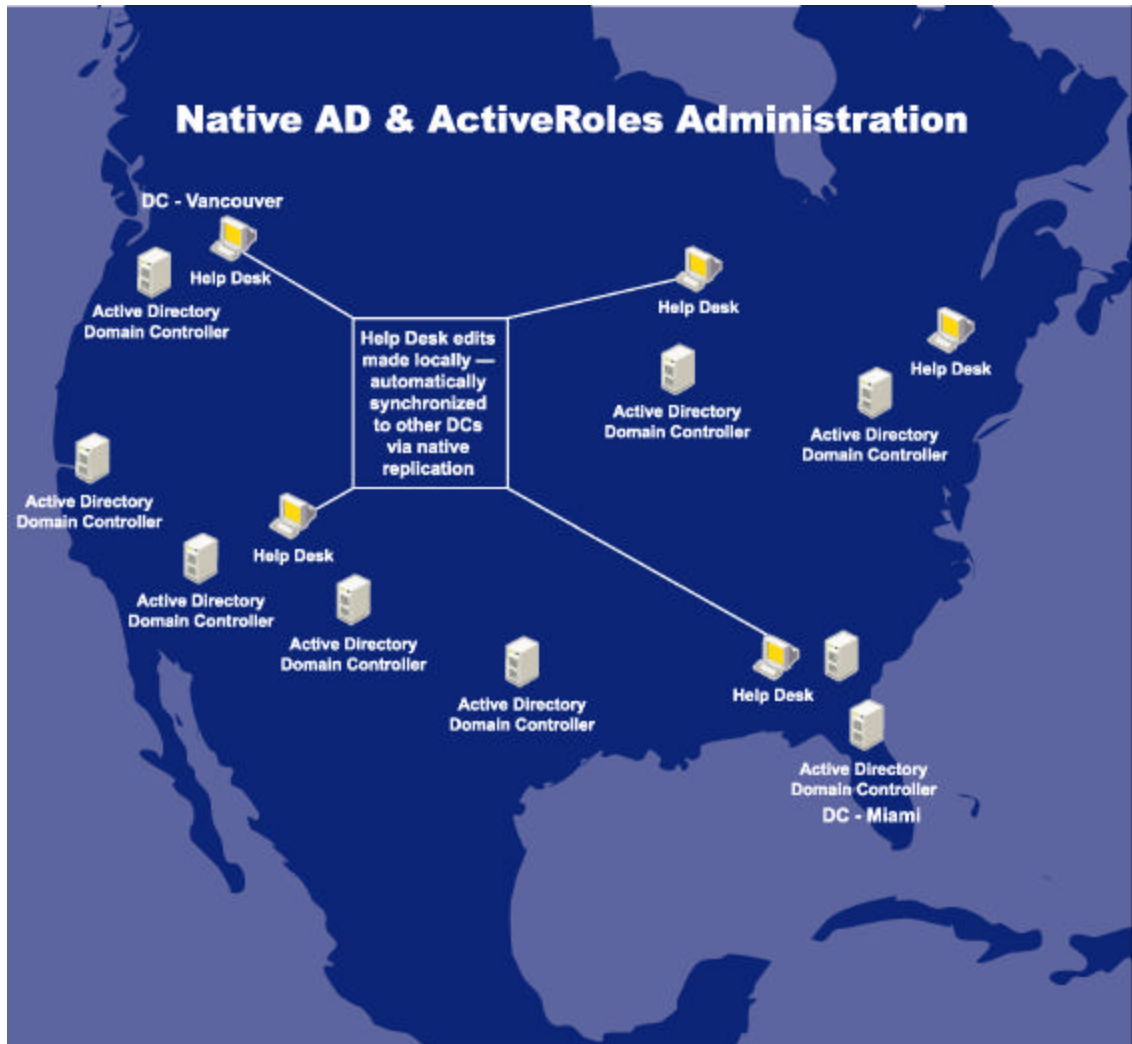 Native AD & ActiveRoles Administration
DC - Vancouver
Help Desk
Active Directory
Domain Controller
Help Desk
Help Desk
Help Desk edits
made locally —
automatically
synchronized
to other DCs
via native
replication
Active Directory
Domain Controller
Active Directory
Domain Controller
Active Directory
Domain Controller
Help Desk
Active Directory
Domain Controller
Active Directory
Domain Controller
Active Directory
Domain Controller
Help Desk
Active Directory
Domain Controller
DC - Miami